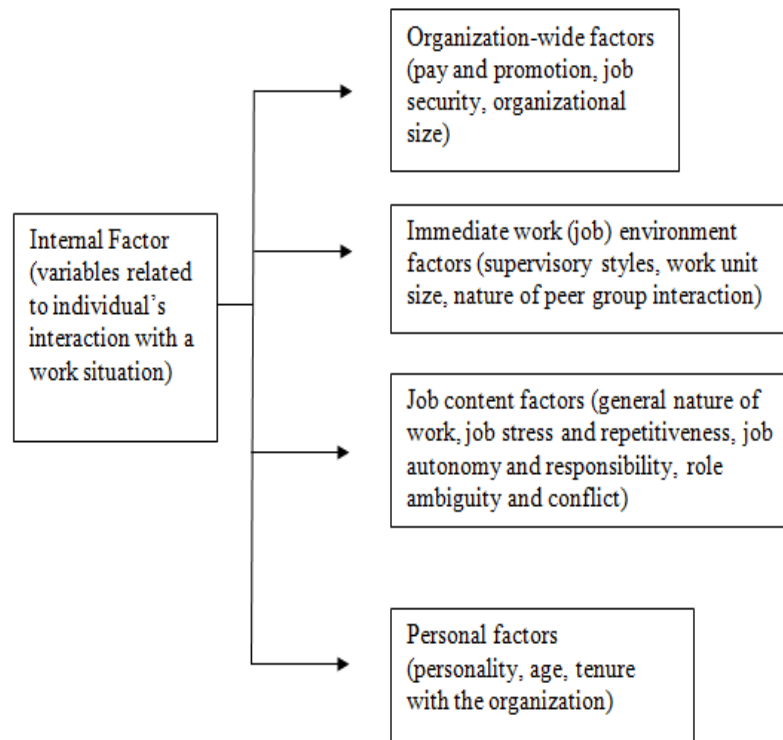 Organization-wide factors
(pay and promotion, job
security, organizational
size)
Internal Factor
(variables related
to individual's
interaction with a
work situation)
Immediate work (job) environment
factors (supervisory styles, work unit
size, nature of peer group interaction)
Job content factors (general nature of
work, job stress and repetitiveness, job
autonomy and responsibility, role
ambiguity and conflict)
Personal factors
(personality, age, tenure
with the organization)